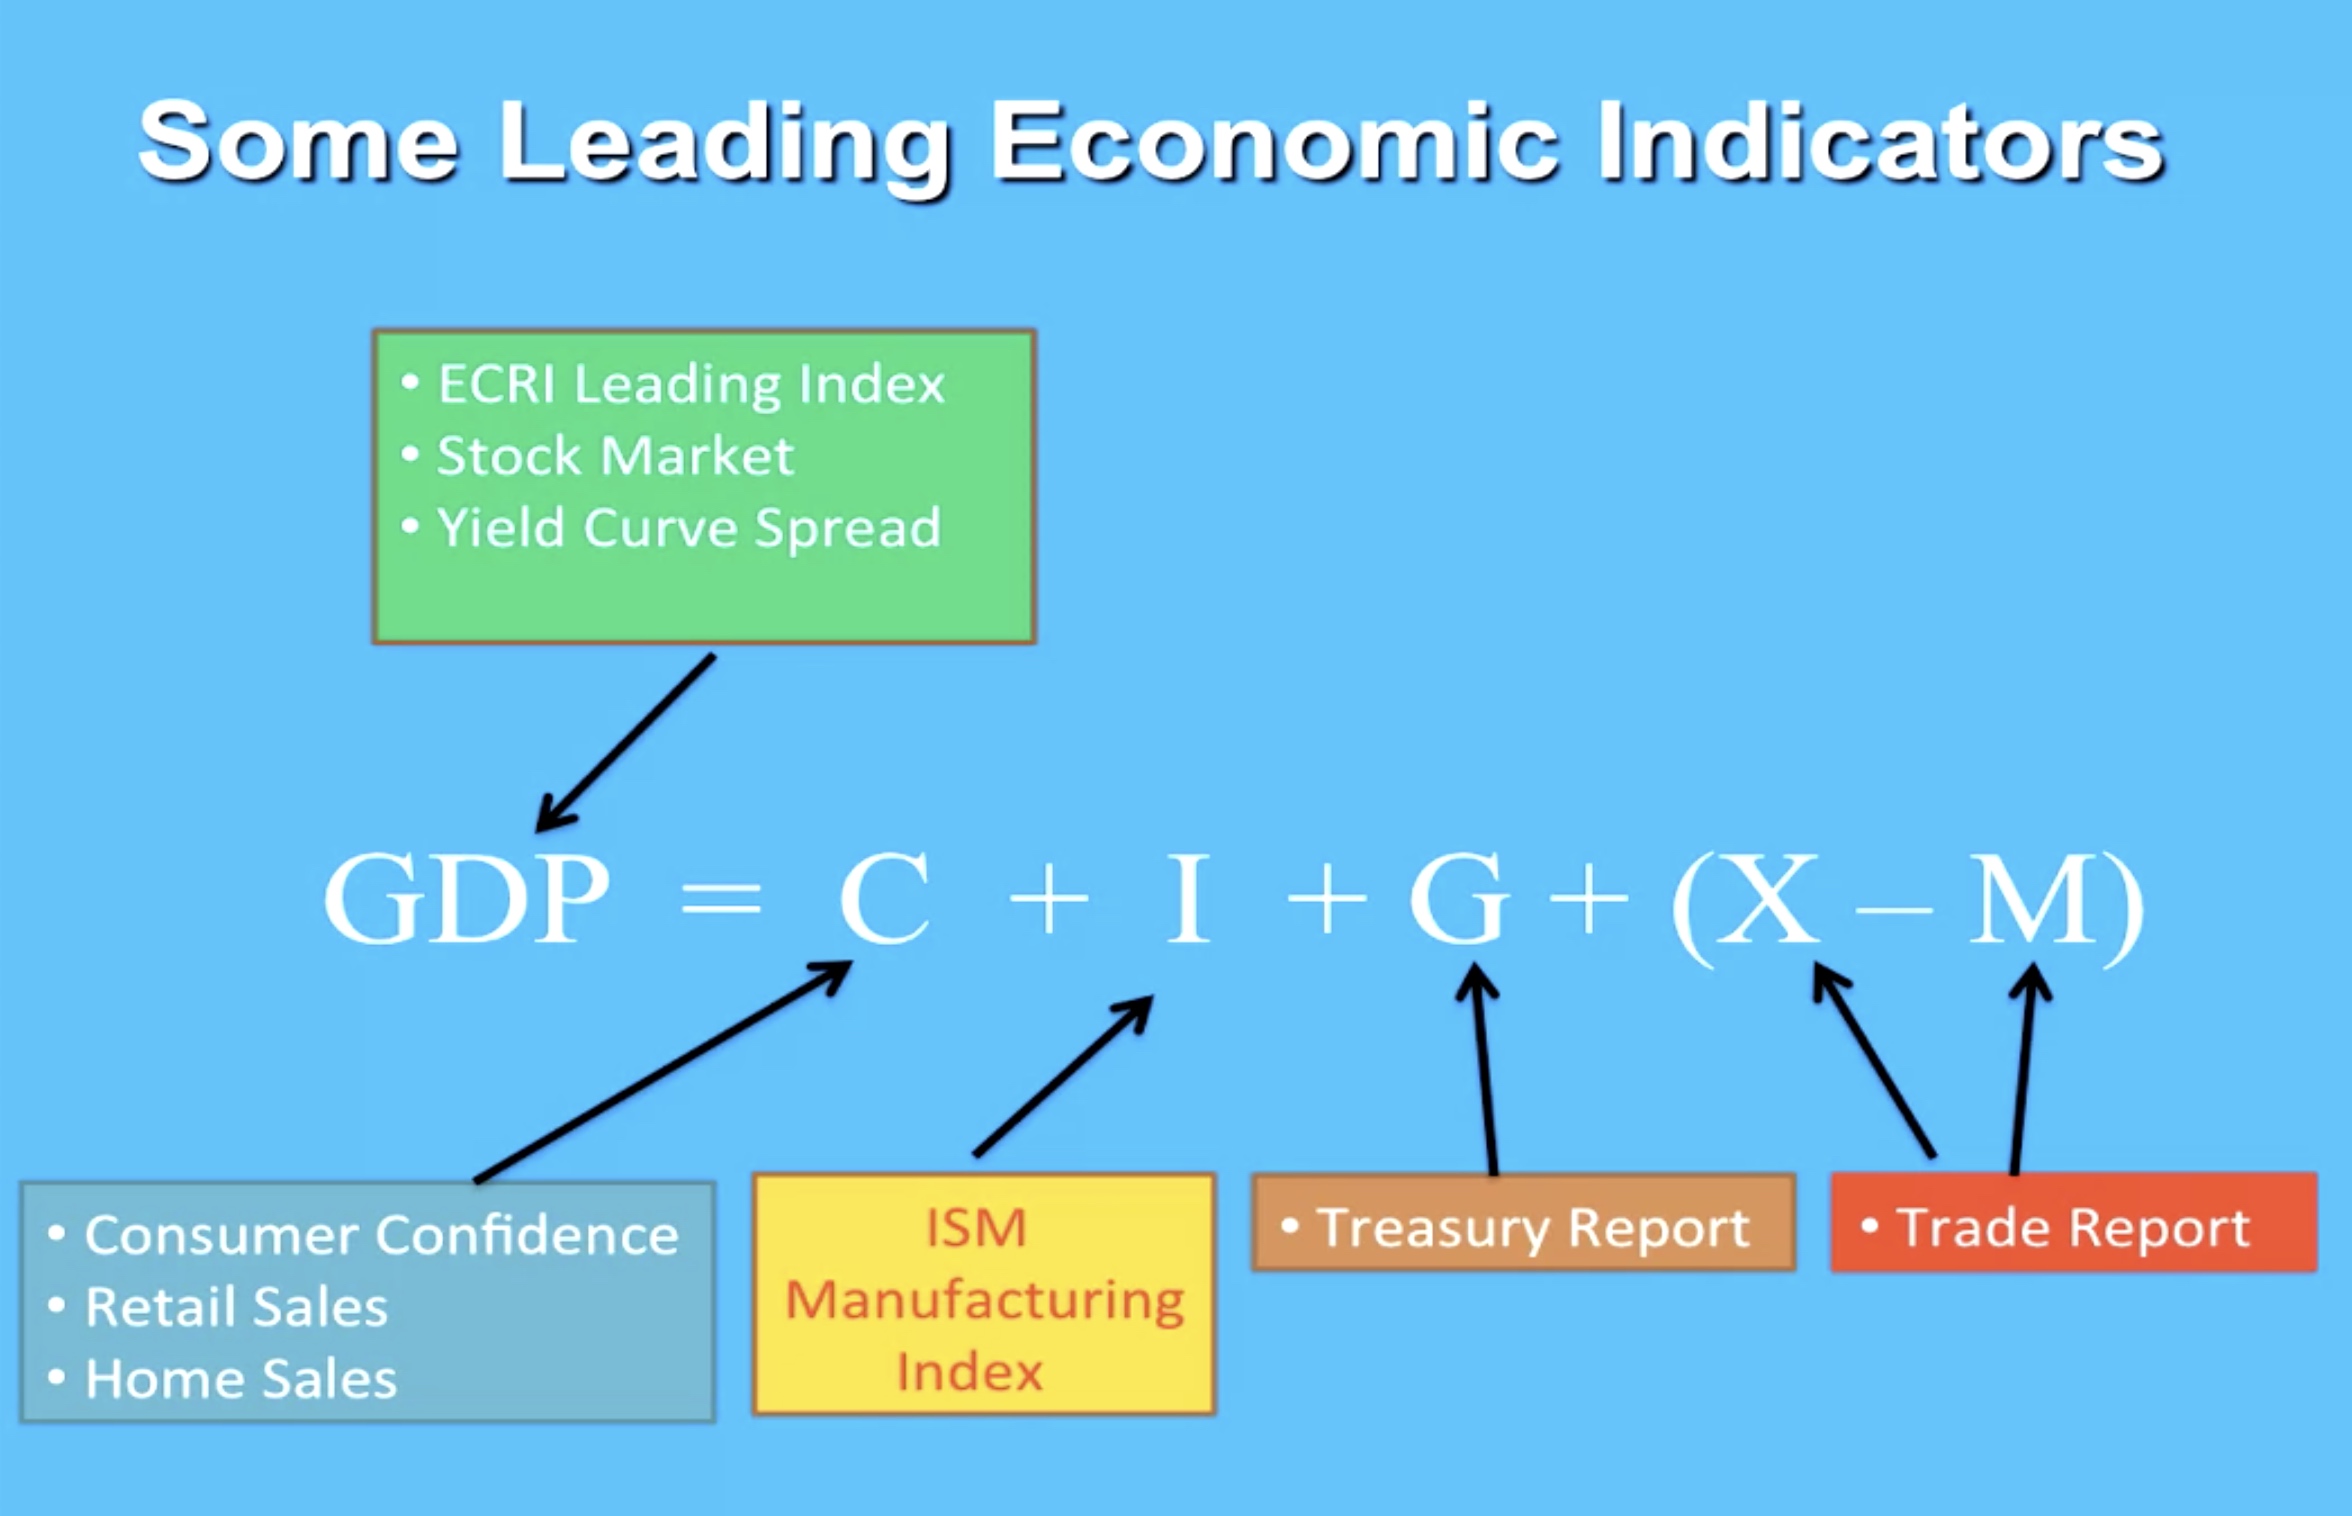 Some Leading Economic Indicators
• ECRI Leading Index
• Stock Market
• Yield Curve Spread
GDP = C + I + G + (X – M)
• Consumer Confidence
• Retail Sales
• Home Sales
ISM
Manufacturing
Index
• Treasury Report
• Trade Report